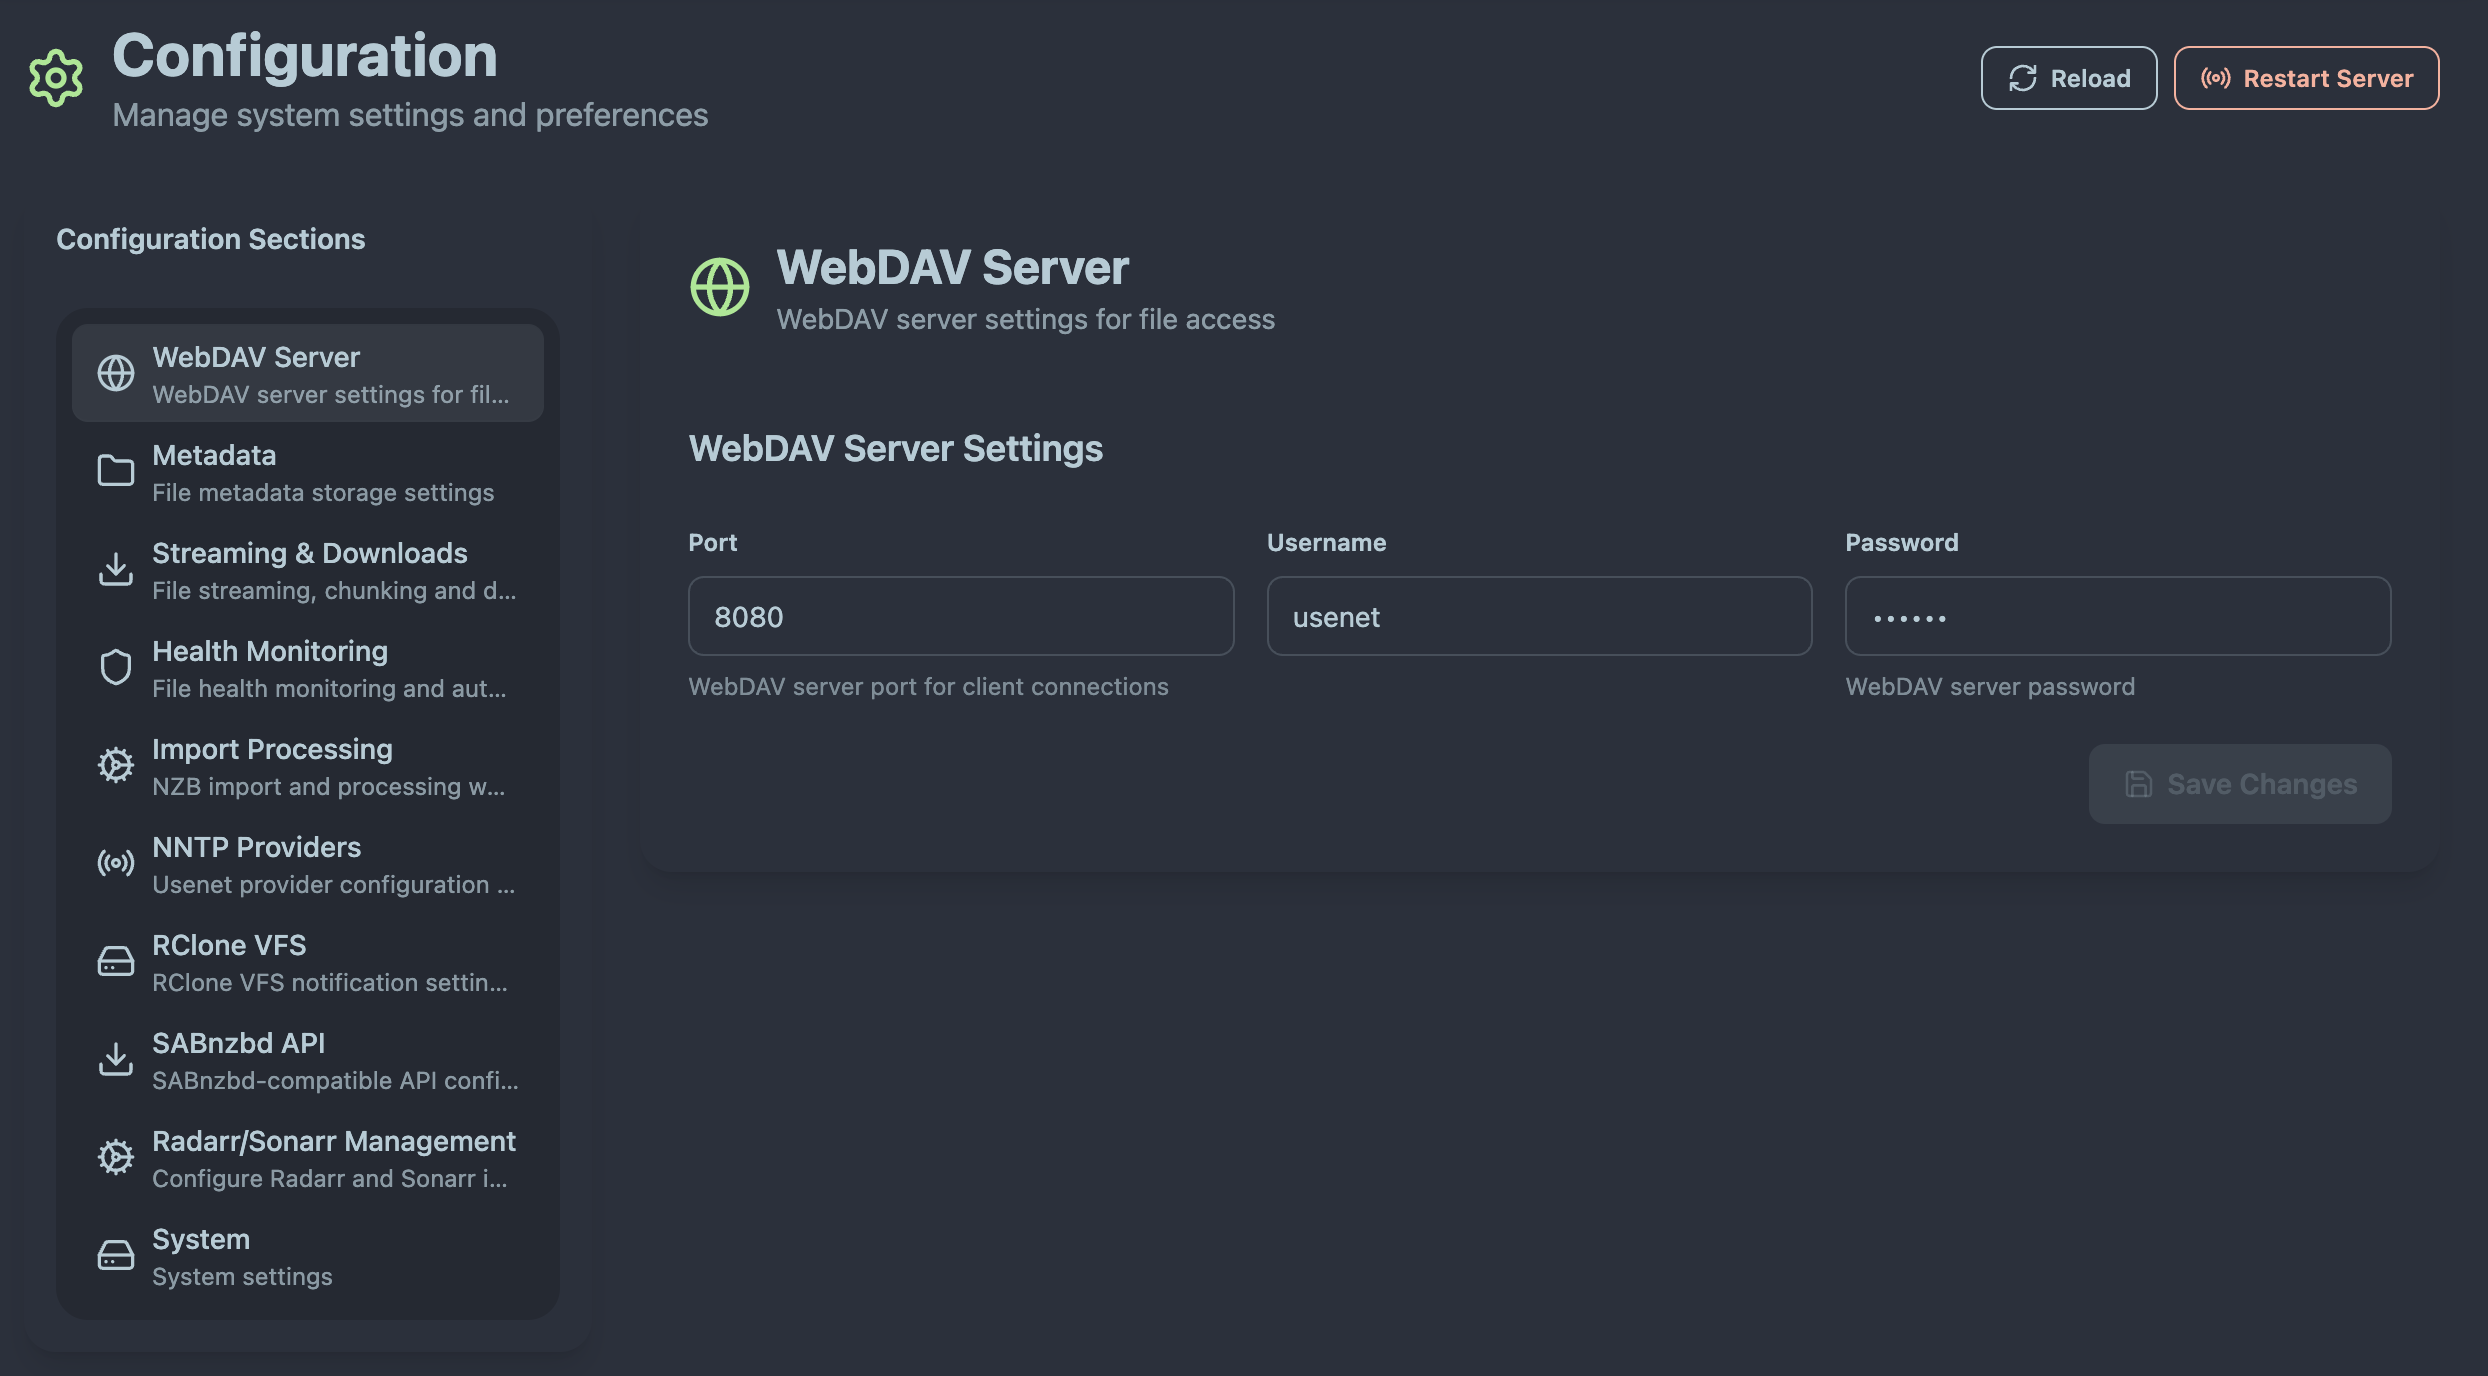 Configuration
Manage system settings and preferences
Reload
Restart Server
Configuration Sections
WebDAV Server
WebDAV server settings for fil...
Metadata
File metadata storage settings
Streaming & Downloads
File streaming, chunking and d...
Health Monitoring
File health monitoring and aut...
Import Processing
NZB import and processing w...
NNTP Providers
Usenet provider configuration ...
RClone VFS
RClone VFS notification settin...
SABnzbd API
SABnzbd-compatible API confi...
Radarr/Sonarr Management
Configure Radarr and Sonarr i...
System
System settings
WebDAV Server
WebDAV server settings for file access
WebDAV Server Settings
Port
8080
WebDAV server port for client connections
Username
usenet
Password
••••••
WebDAV server password
Save Changes